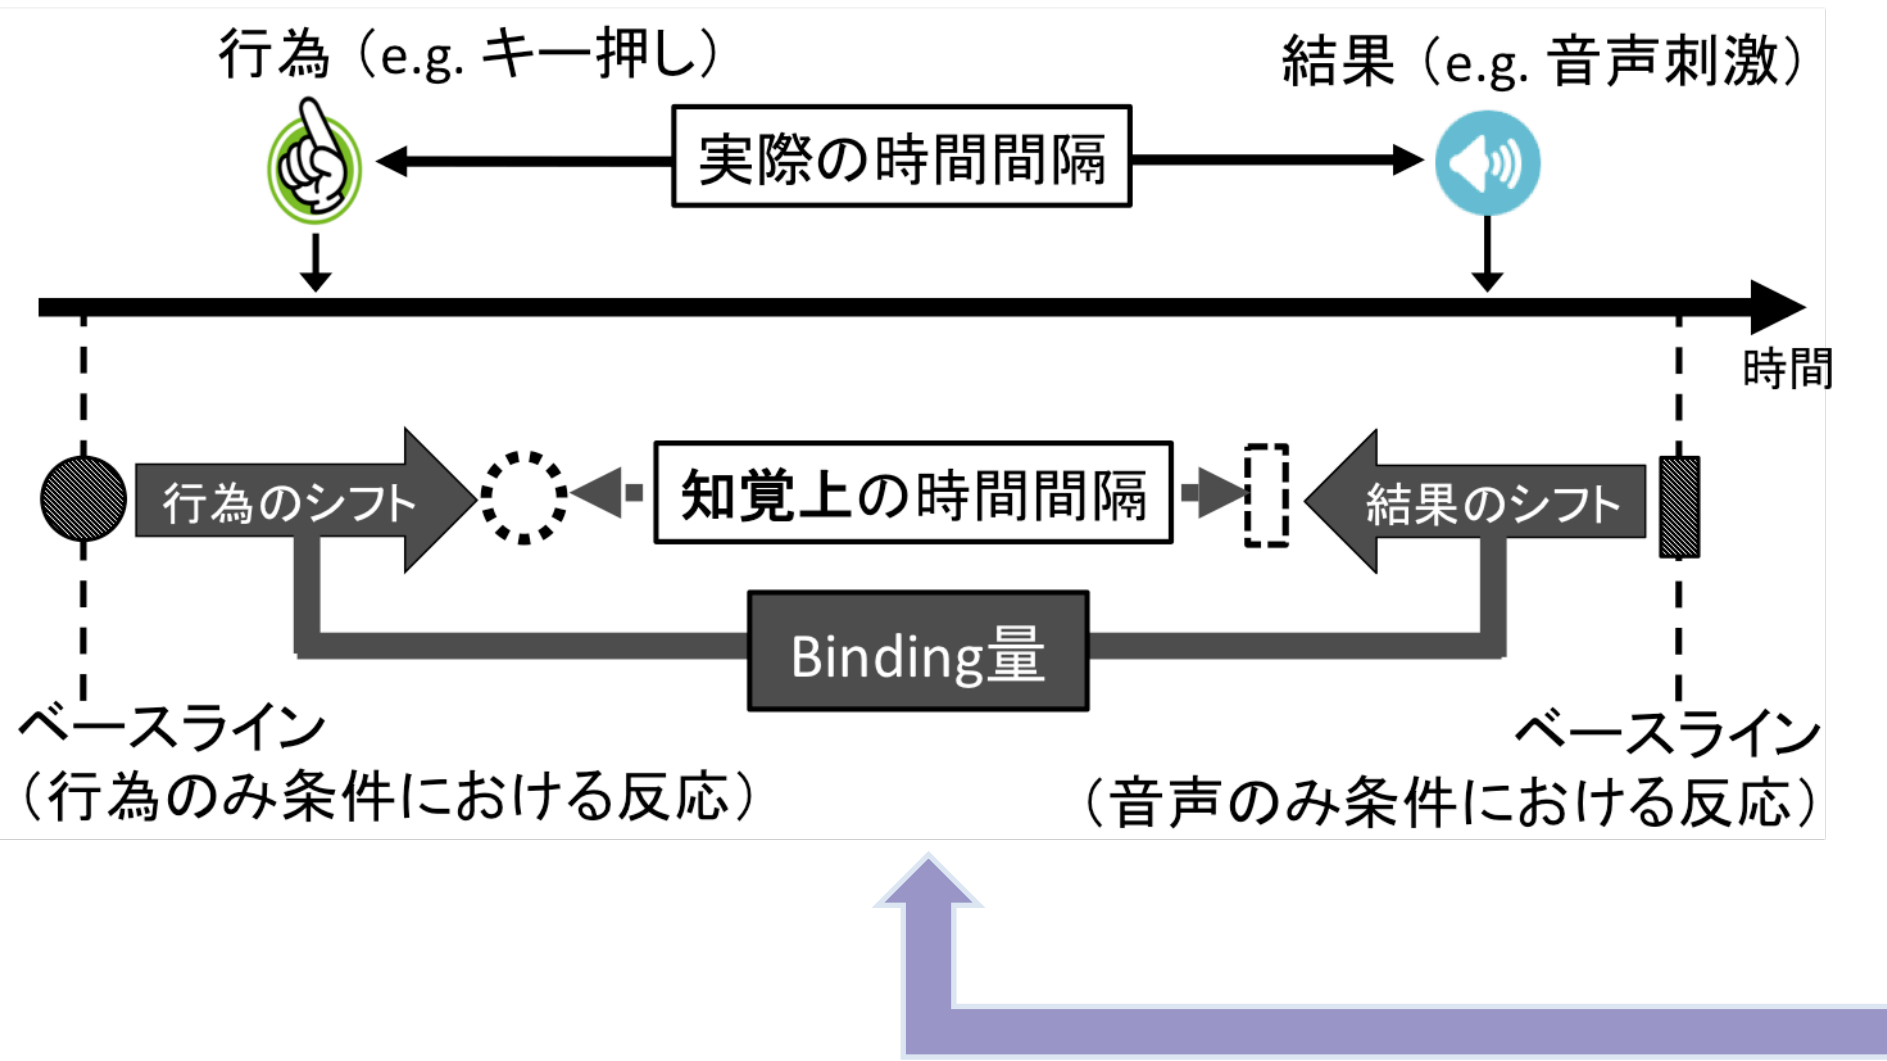 行為（e.g. キー押し）
結果（e.g. 音声刺激）
実際の時間間隔
時間
行為のシフト
知覚上の時間間隔
結果のシフト
Binding量
ベースライン
（行為のみ条件における反応）
ベースライン
（音声のみ条件における反応）